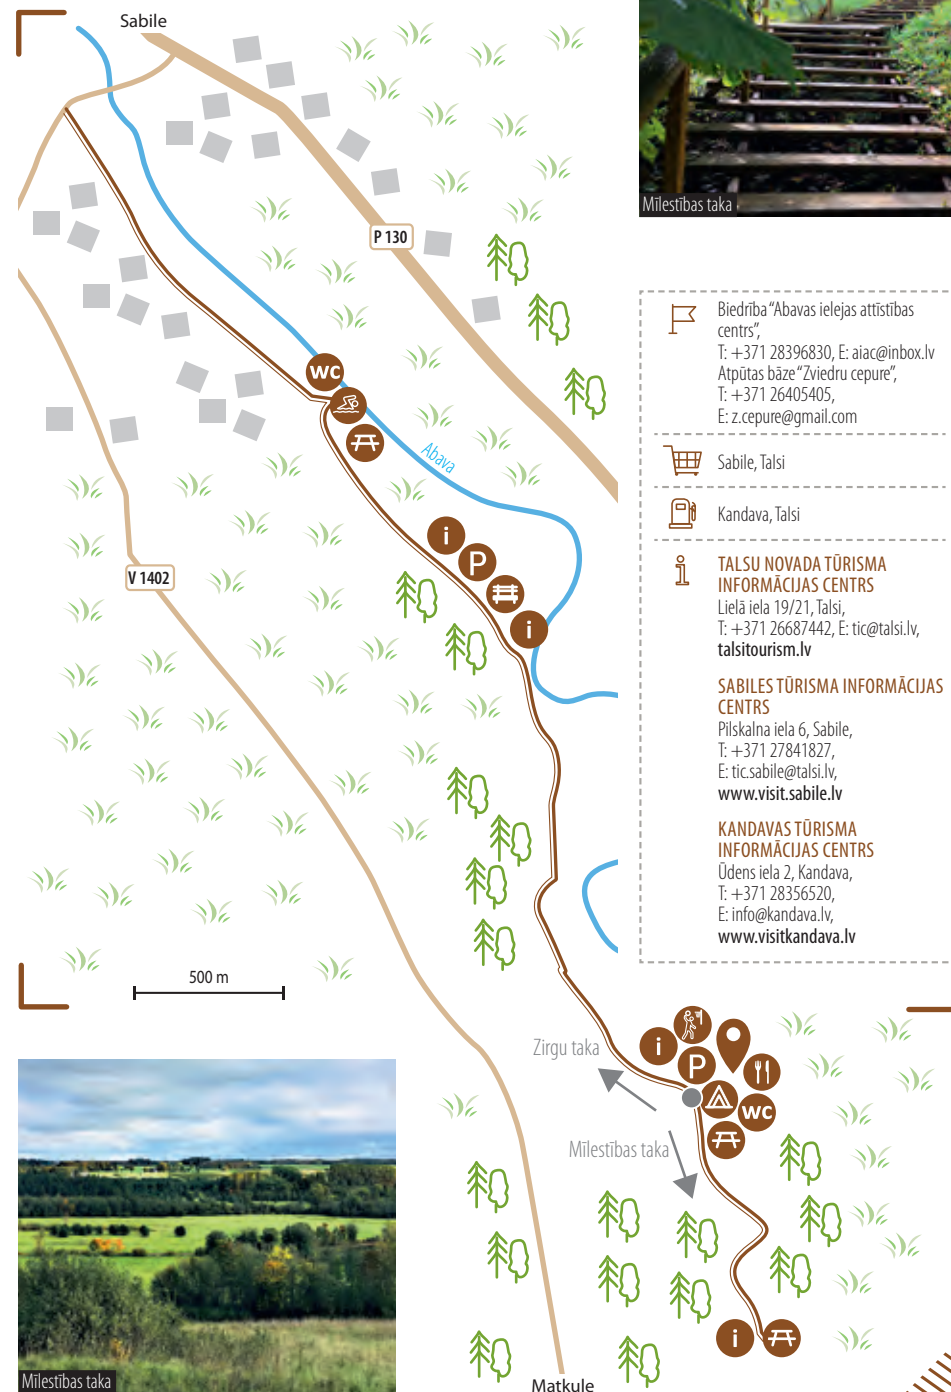 Sabile
Mīlestības taka
P 130
wc
Abava
i
P
i
V 1402
500 m
Zirgu taka
i
P
wc
Mīlestības taka
i
Matkule
Mīlestības taka
Biedrība “Abavas ielejas attīstības
centrs”,
T: +371 28396830, E: aiac@inbox.lv
Atpūtas bāze “Zviedru cepure”,
T: +371 26405405,
E: z.cepure@gmail.com
Sabile, Talsi
Kandava, Talsi
i
TALSU NOVADA TŪRISMA
INFORMĀCIJAS CENTRS
Lielā iela 19/21, Talsi,
T: +371 26687442, E: tic@talsi.lv,
talsitourism.lv
SABILES TŪRISMA INFORMĀCIJAS
CENTRS
Pilskalna iela 6, Sabile,
T: +371 27841827,
E: tic.sabile@talsi.lv,
www.visit.sabile.lv
KANDAVAS TŪRISMA
INFORMĀCIJAS CENTRS
Ūdens iela 2, Kandava,
T: +371 28356520,
E: info@kandava.lv,
www.visitkandava.lv